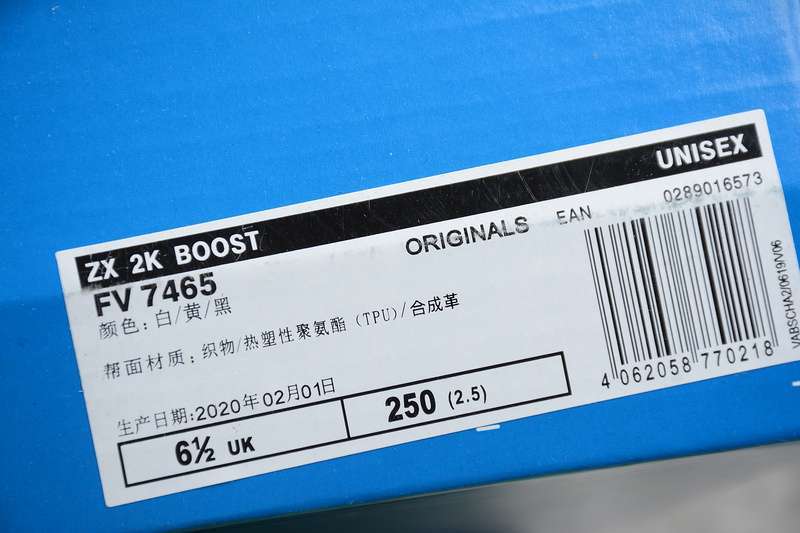 UNISEX
ZX 2K BOOST
ORIGINALS
EAN
0289016573
FV 7465
颜色:白/黄/黑
帮面材质: 织物/热塑性聚氨酯 (TPU)/合成革
生产日期:2020年02月01日
6½ UK
250 (2.5)
4 062058 770218
VABSCHA2/0619/V06